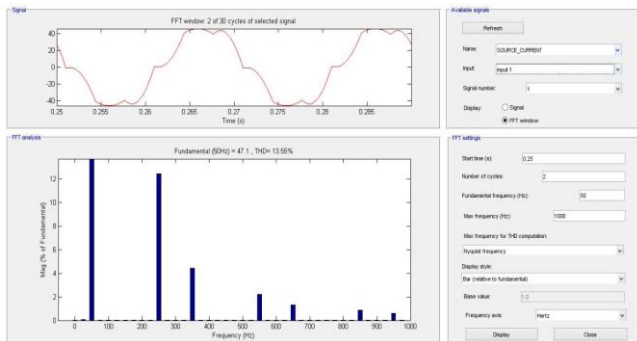 Signal
FFT window: 2 of 30 cycles of selected signal
40
20
0
-20
-40
0.25
0.255
0.26
0.265
0.27
0.275
0.28
0.285
Time (s)
FFT analysis
Fundamental (50Hz) = 47.1 , THD= 13.55%
Mag (% of Fundamental)
12
10
8
6
4
2
0
0
100
200
300
400
500
600
700
800
900
1000
Frequency (Hz)
Available signals
Refresh
Name:
SOURCE_CURRENT
Input:
input 1
Signal number:
1
Display:
Signal
FFT window
FFT settings
Start time (s):
0.25
Number of cycles:
2
Fundamental frequency (Hz):
50
Max frequency (Hz):
1000
Max frequency for THD computation:
Nyquist frequency
Display style:
Bar (relative to fundamental)
Base value:
1.0
Frequency axis:
Hertz
Display
Close